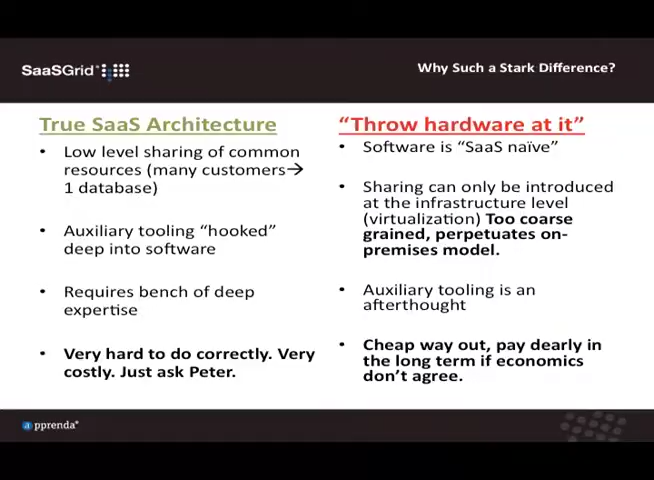 SaaSGrid®
Why Such a Stark Difference?
True SaaS Architecture
• Low level sharing of common
resources (many customers→
1 database)
• Auxiliary tooling “hooked”
deep into software
• Requires bench of deep
expertise
• Very hard to do correctly. Very
costly. Just ask Peter.
“Throw hardware at it”
• Software is “SaaS naïve”
• Sharing can only be introduced
at the infrastructure level
(virtualization) Too coarse
grained, perpetuates on-
premises model.
• Auxiliary tooling is an
afterthought
• Cheap way out, pay dearly in
the long term if economics
don’t agree.
apprenda®